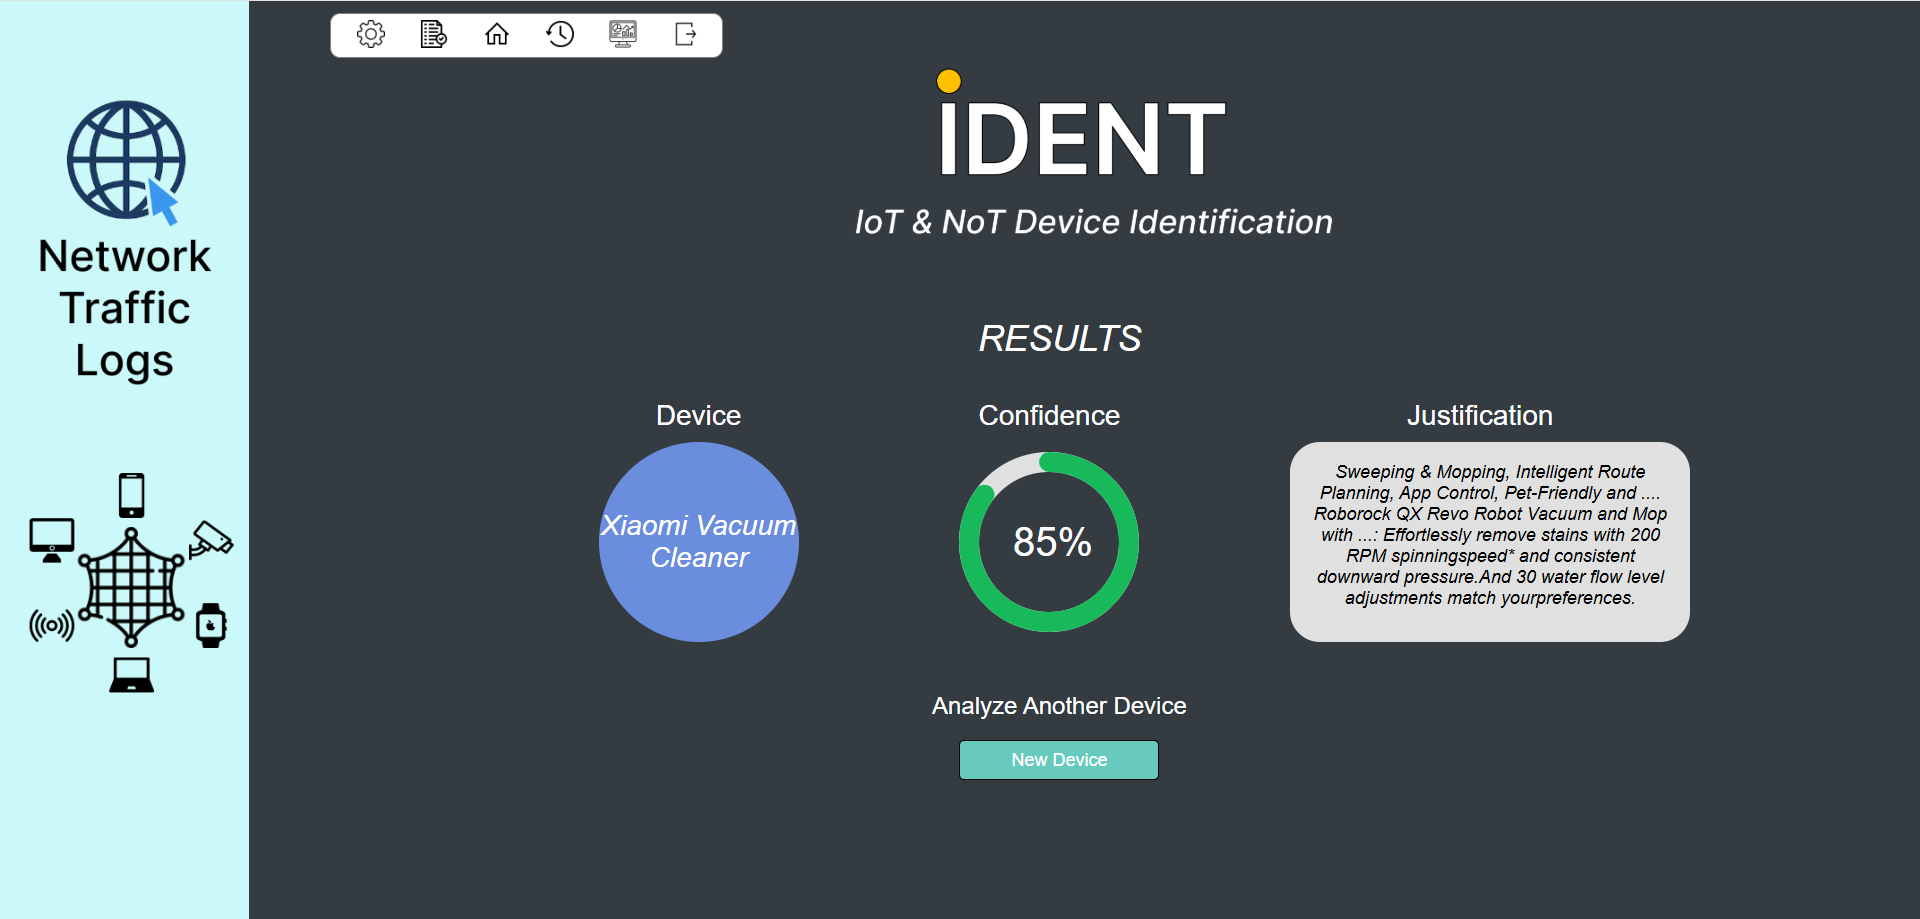 Network
Traffic
Logs
iDENT
IoT & NoT Device Identification
RESULTS
Device
Xiaomi Vacuum
Cleaner
Confidence
85%
Justification
Sweeping & Mopping, Intelligent Route
Planning, App Control, Pet-Friendly and ....
Roborock QX Revo Robot Vacuum and Mop
with ...: Effortlessly remove stains with 200
RPM spinningspeed* and consistent
downward pressure.And 30 water flow level
adjustments match yourpreferences.
Analyze Another Device
New Device